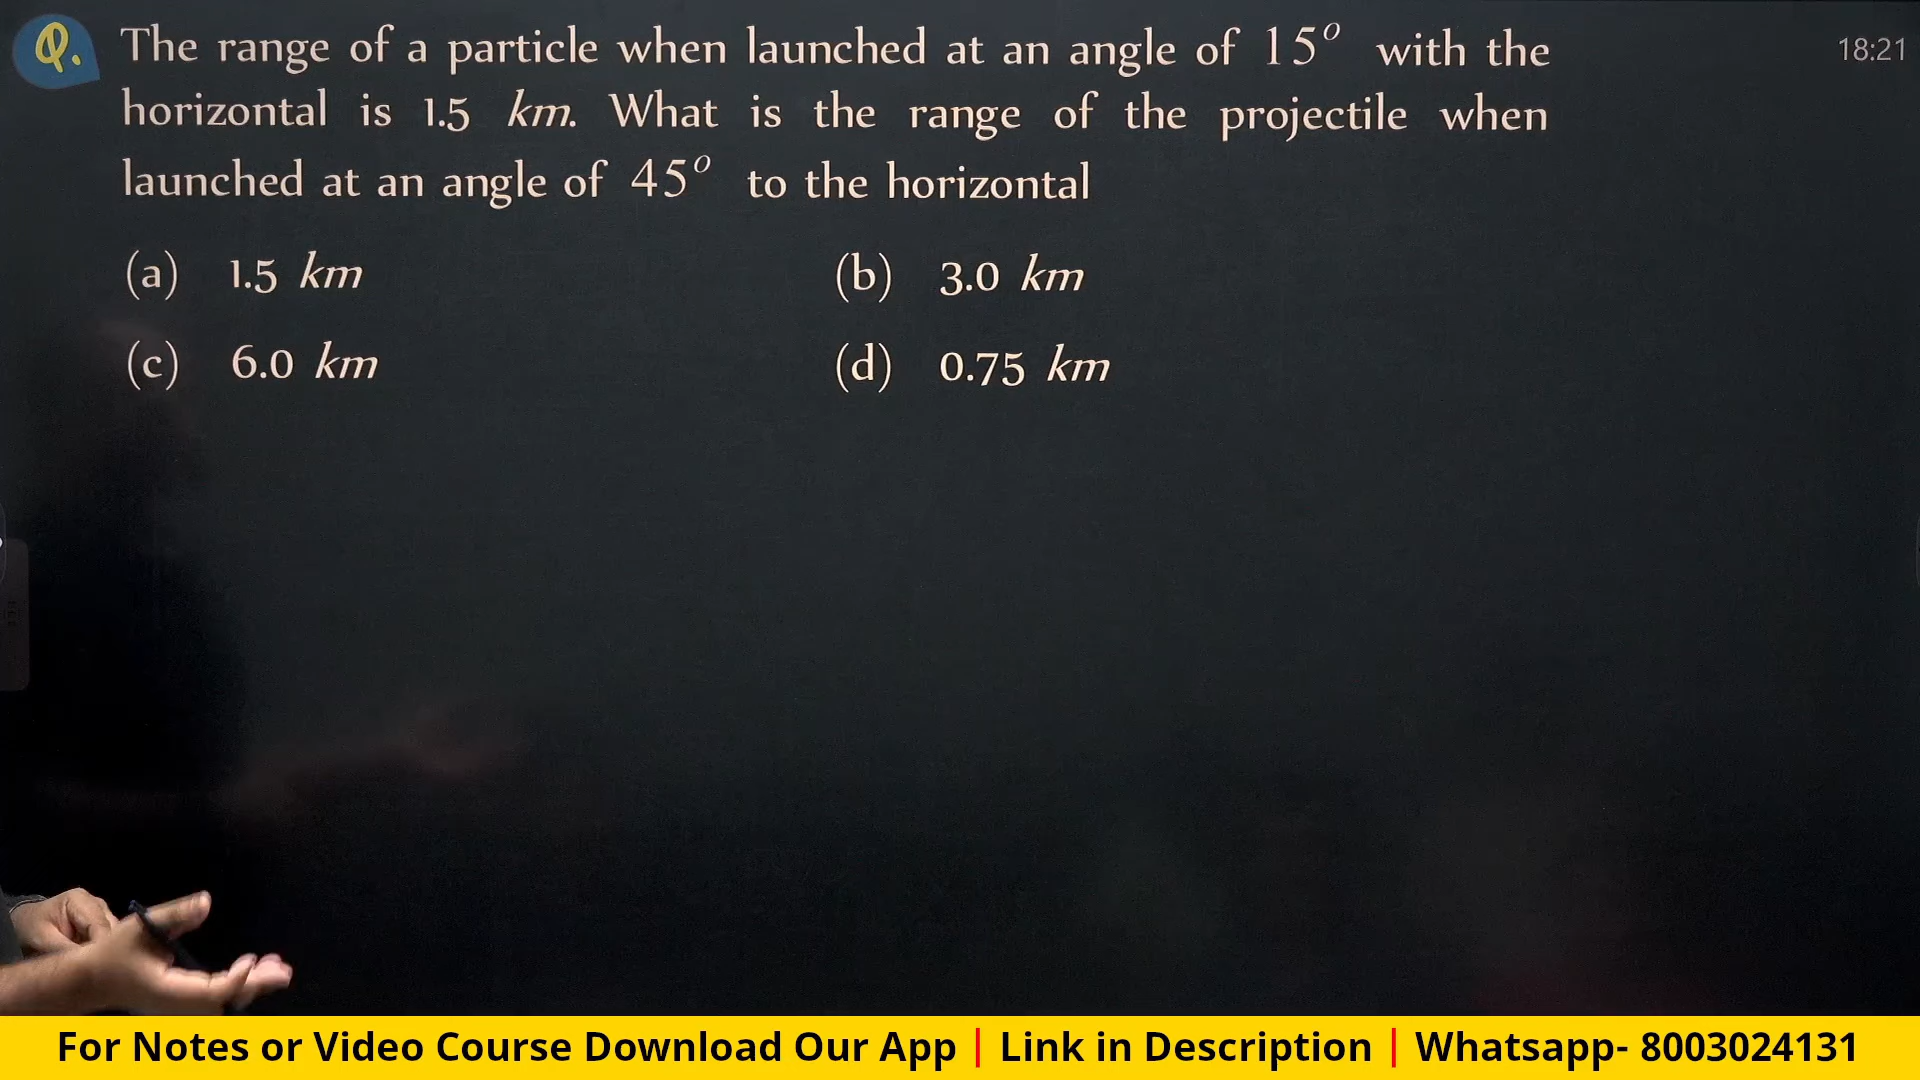 Q. The range of a particle when launched at an angle of 15° with the
18:21
horizontal is 1.5 km. What is the range of the projectile when
launched at an angle of 45° to the horizontal
(a) 1.5 km (b) 3.0 km
(c) 6.0 km (d) 0.75 km
For Notes or Video Course Download Our App | Link in Description | Whatsapp- 8003024131